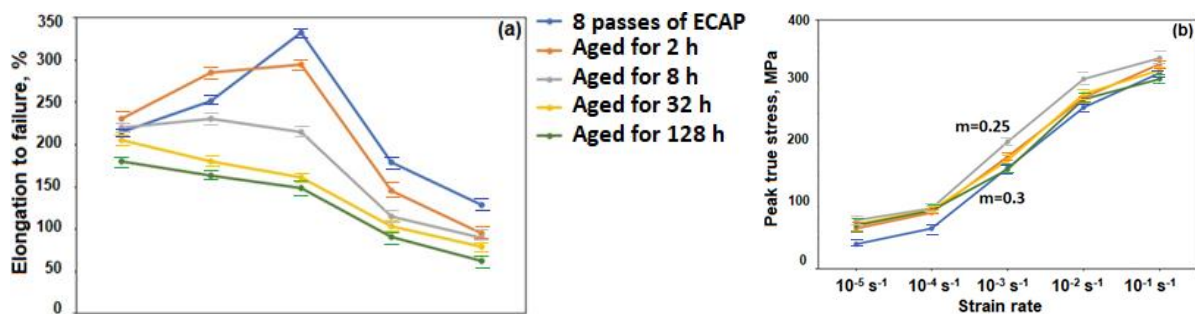 (a)
Elongation to failure, %
350
300
250
200
150
100
50
0
8 passes of ECAP
Aged for 2 h
Aged for 8 h
Aged for 32 h
Aged for 128 h
(b)
Peak true stress, MPa
400
300
200
100
0
m=0.25
m=0.3
10-5 s-1 10-4 s-1 10-3 s-1 10-2 s-1 10-1 s-1
Strain rate